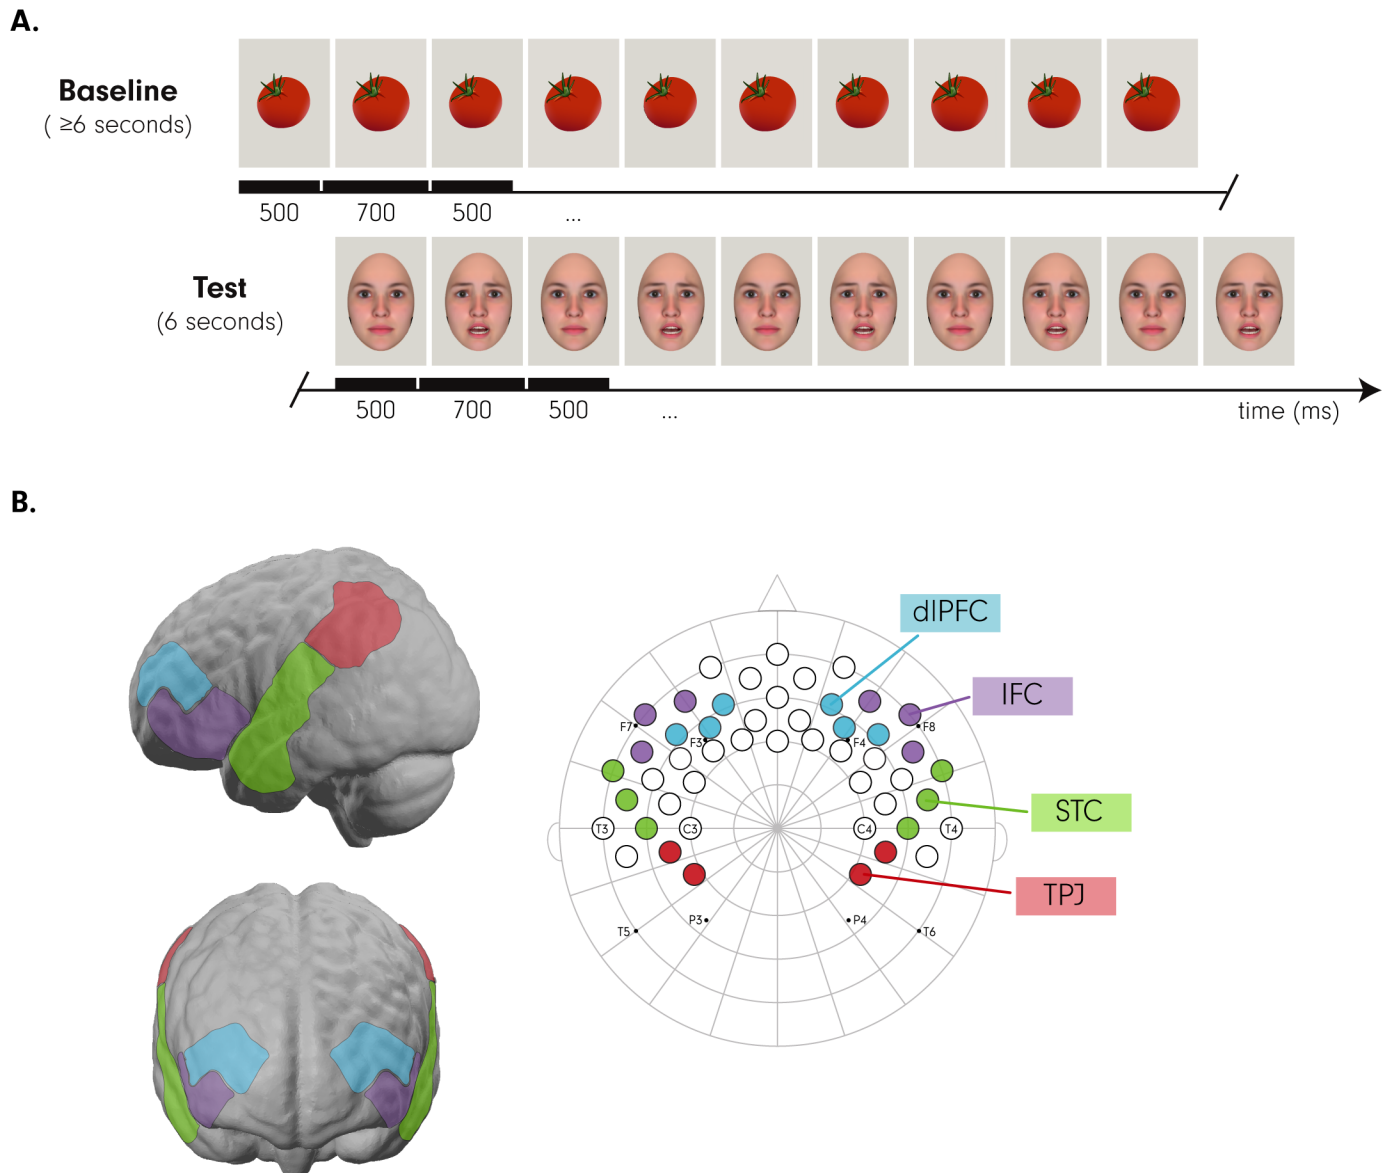 A.
Baseline
( ≥6 seconds)
500 700 500 ...
Test
(6 seconds)
500 700 500 ...
time (ms)
B.
dlPFC
IFC
F7 F3 F4 F8
STC
T3 C3 C4 T4
TPJ
T5 P3 P4 T6